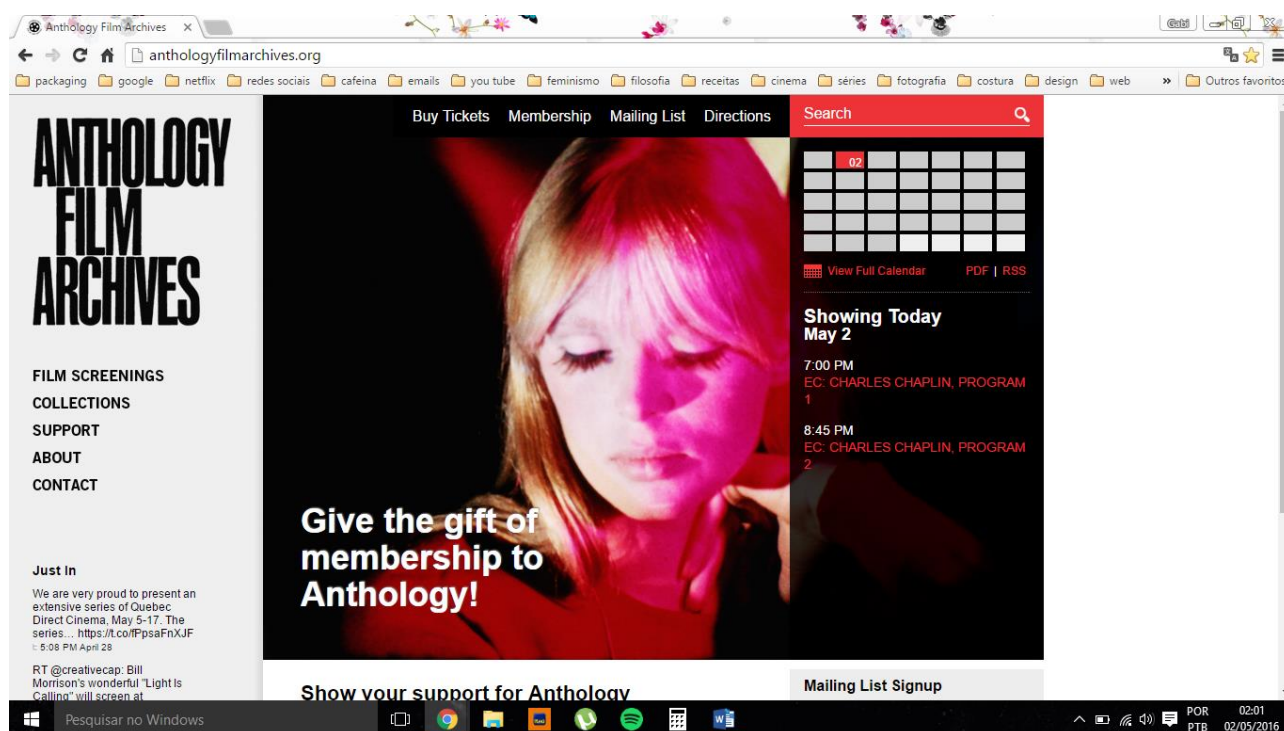 Anthology Film Archives
Gabi
anthologyfilmarchives.org
packaging google netflix redes sociais cafeina emails you tube feminismo filosofia receitas cinema séries fotografia costura design web » Outros favoritos
ANTHOLOGY
FILM
ARCHIVES
FILM SCREENINGS
COLLECTIONS
SUPPORT
ABOUT
CONTACT
Just In
We are very proud to present an
extensive series of Quebec
Direct Cinema, May 5-17. The
series… https://t.co/fPpsaFnXJF
t: 5:08 PM April 28
RT @creativecap: Bill
Morrison's wonderful "Light Is
Calling" will screen at
Buy Tickets Membership Mailing List Directions
Give the gift of
membership to
Anthology!
Show your support for Anthology
Search
02
View Full Calendar PDF | RSS
Showing Today
May 2
7:00 PM
EC: CHARLES CHAPLIN, PROGRAM
1
8:45 PM
EC: CHARLES CHAPLIN, PROGRAM
2
Mailing List Signup
Pesquisar no Windows
POR
PTB
02:01
02/05/2016